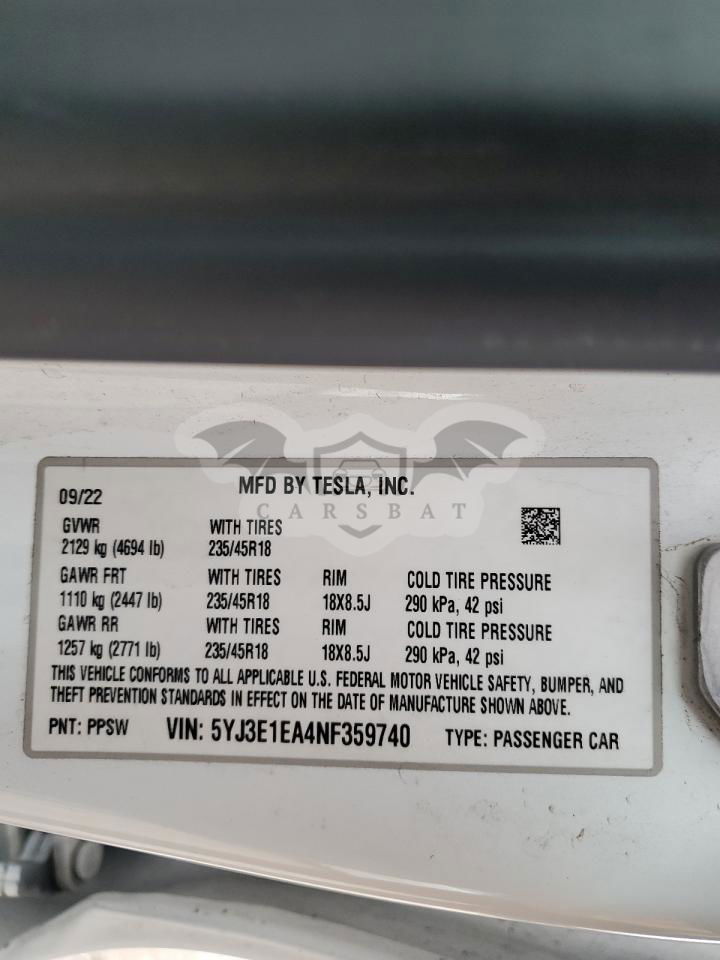 MFD BY TESLA, INC.
CARSBAT
09/22
GVWR WITH TIRES
2129 kg (4694 lb) 235/45R18
GAWR FRT WITH TIRES RIM COLD TIRE PRESSURE
1110 kg (2447 lb) 235/45R18 18X8.5J 290 kPa, 42 psi
GAWR RR WITH TIRES RIM COLD TIRE PRESSURE
1257 kg (2771 lb) 235/45R18 18X8.5J 290 kPa, 42 psi
THIS VEHICLE CONFORMS TO ALL APPLICABLE U.S. FEDERAL MOTOR VEHICLE SAFETY, BUMPER, AND
THEFT PREVENTION STANDARDS IN EFFECT ON THE DATE OF MANUFACTURE SHOWN ABOVE.
PNT: PPSW VIN: 5YJ3E1EA4NF359740 TYPE: PASSENGER CAR